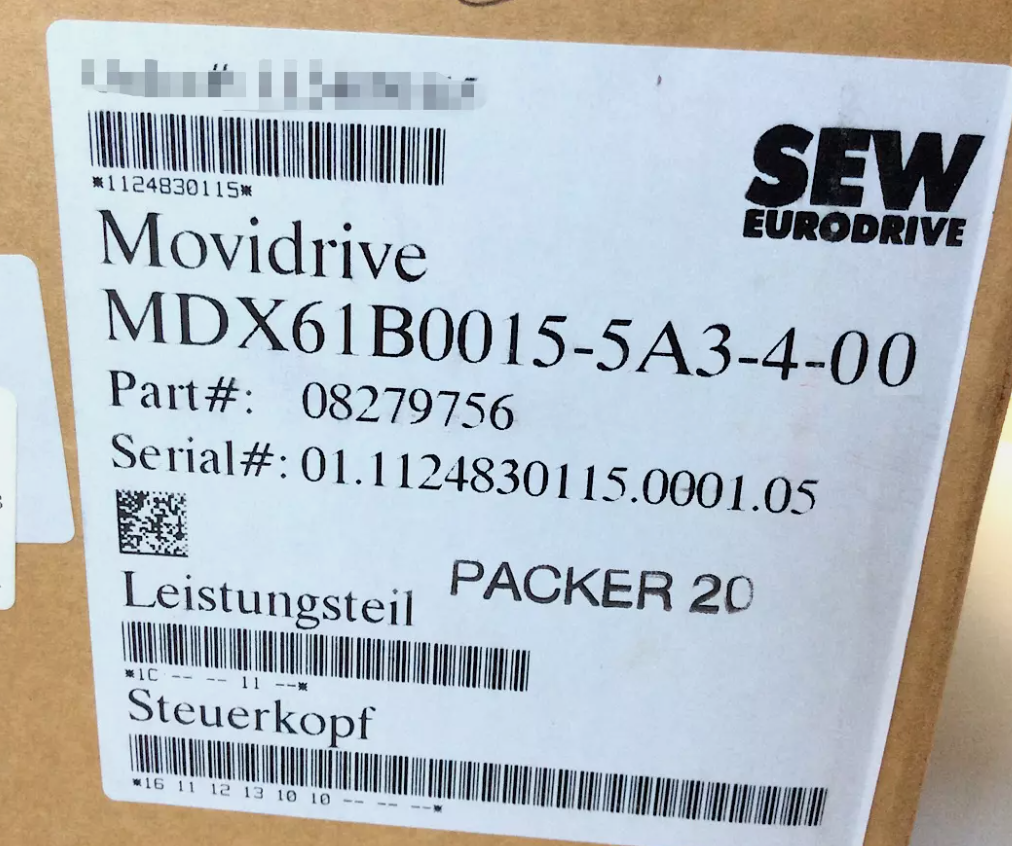 *1124830115*
SEW
EURODRIVE
Movidrive
MDX61B0015-5A3-4-00
Part#: 08279756
Serial#: 01.1124830115.0001.05
Leistungsteil
PACKER 20
*1C -- -- 11 --*
Steuerkopf
*16 11 12 13 10 10 -- -- --*